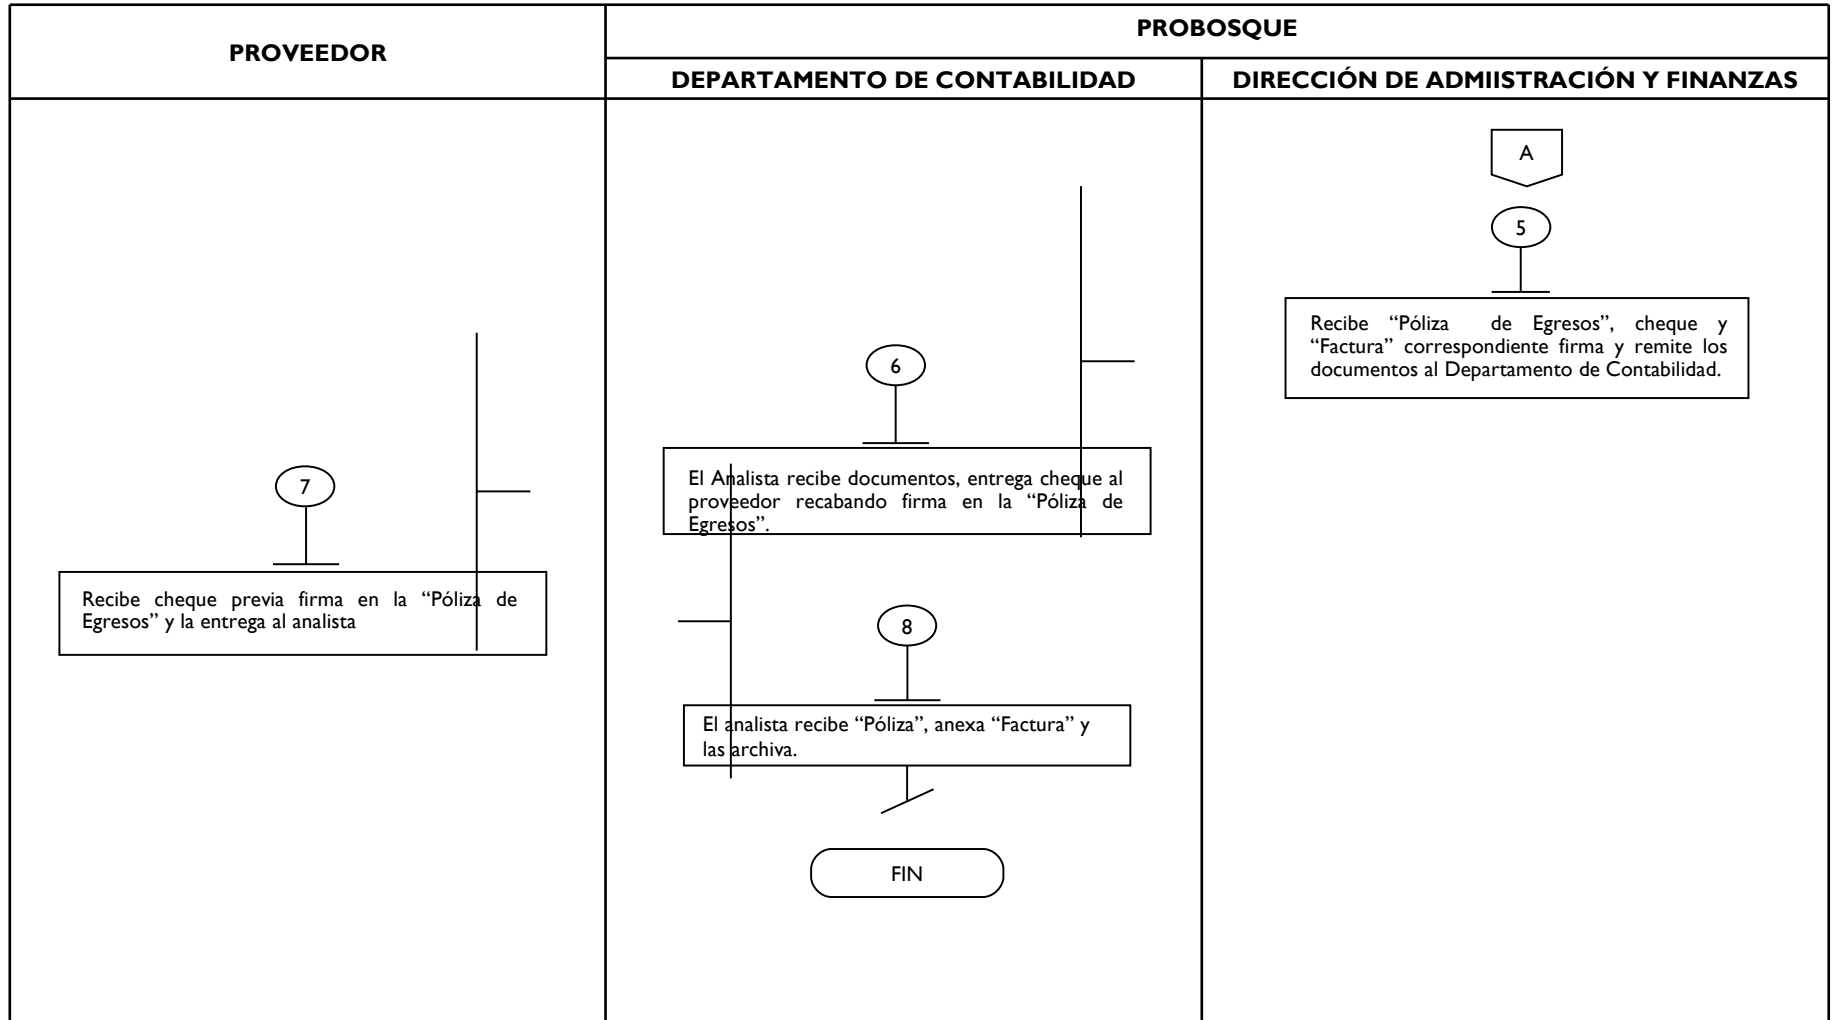 PROVEEDOR
PROBOSQUE
DEPARTAMENTO DE CONTABILIDAD
DIRECCIÓN DE ADMIISTRACIÓN Y FINANZAS
A
5
Recibe “Póliza de Egresos”, cheque y
“Factura” correspondiente firma y remite los
documentos al Departamento de Contabilidad.
6
El Analista recibe documentos, entrega cheque al
proveedor recabando firma en la “Póliza de
Egresos”.
7
Recibe cheque previa firma en la “Póliza de
Egresos” y la entrega al analista
8
El analista recibe “Póliza”, anexa “Factura” y
las archiva.
FIN